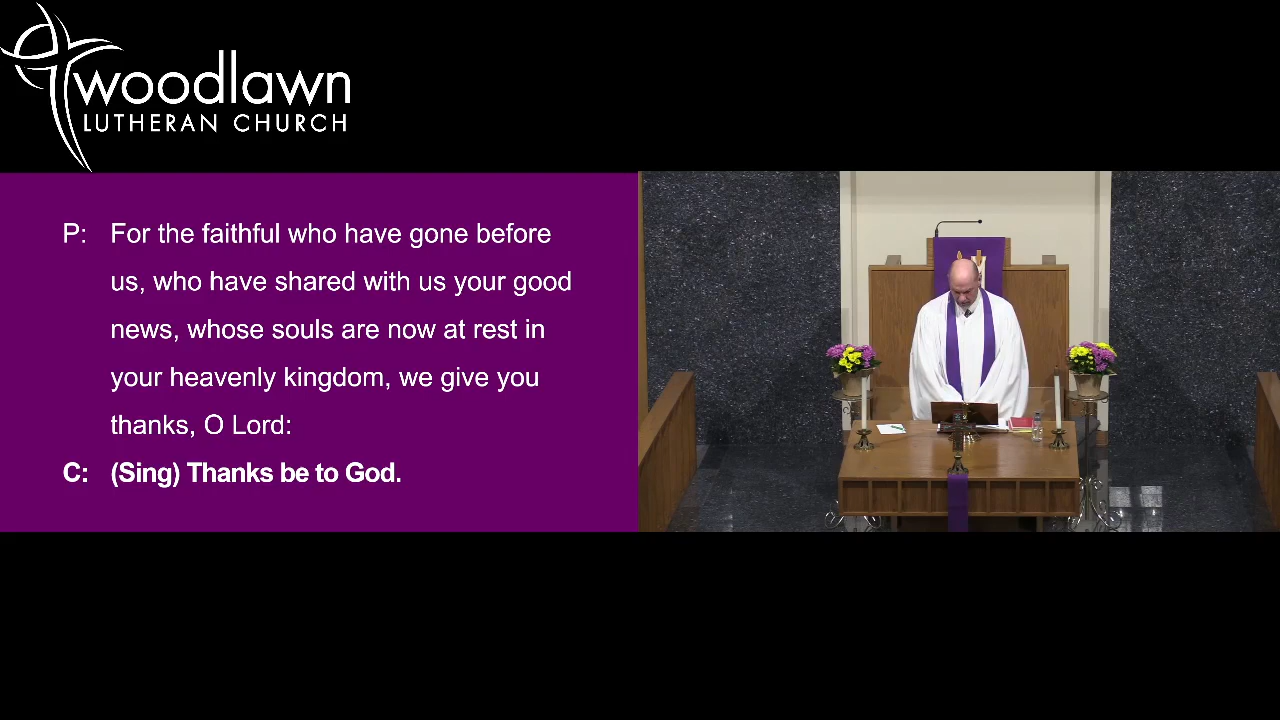 woodlawn
LUTHERAN CHURCH
P: For the faithful who have gone before
us, who have shared with us your good
news, whose souls are now at rest in
your heavenly kingdom, we give you
thanks, O Lord:
C: (Sing) Thanks be to God.